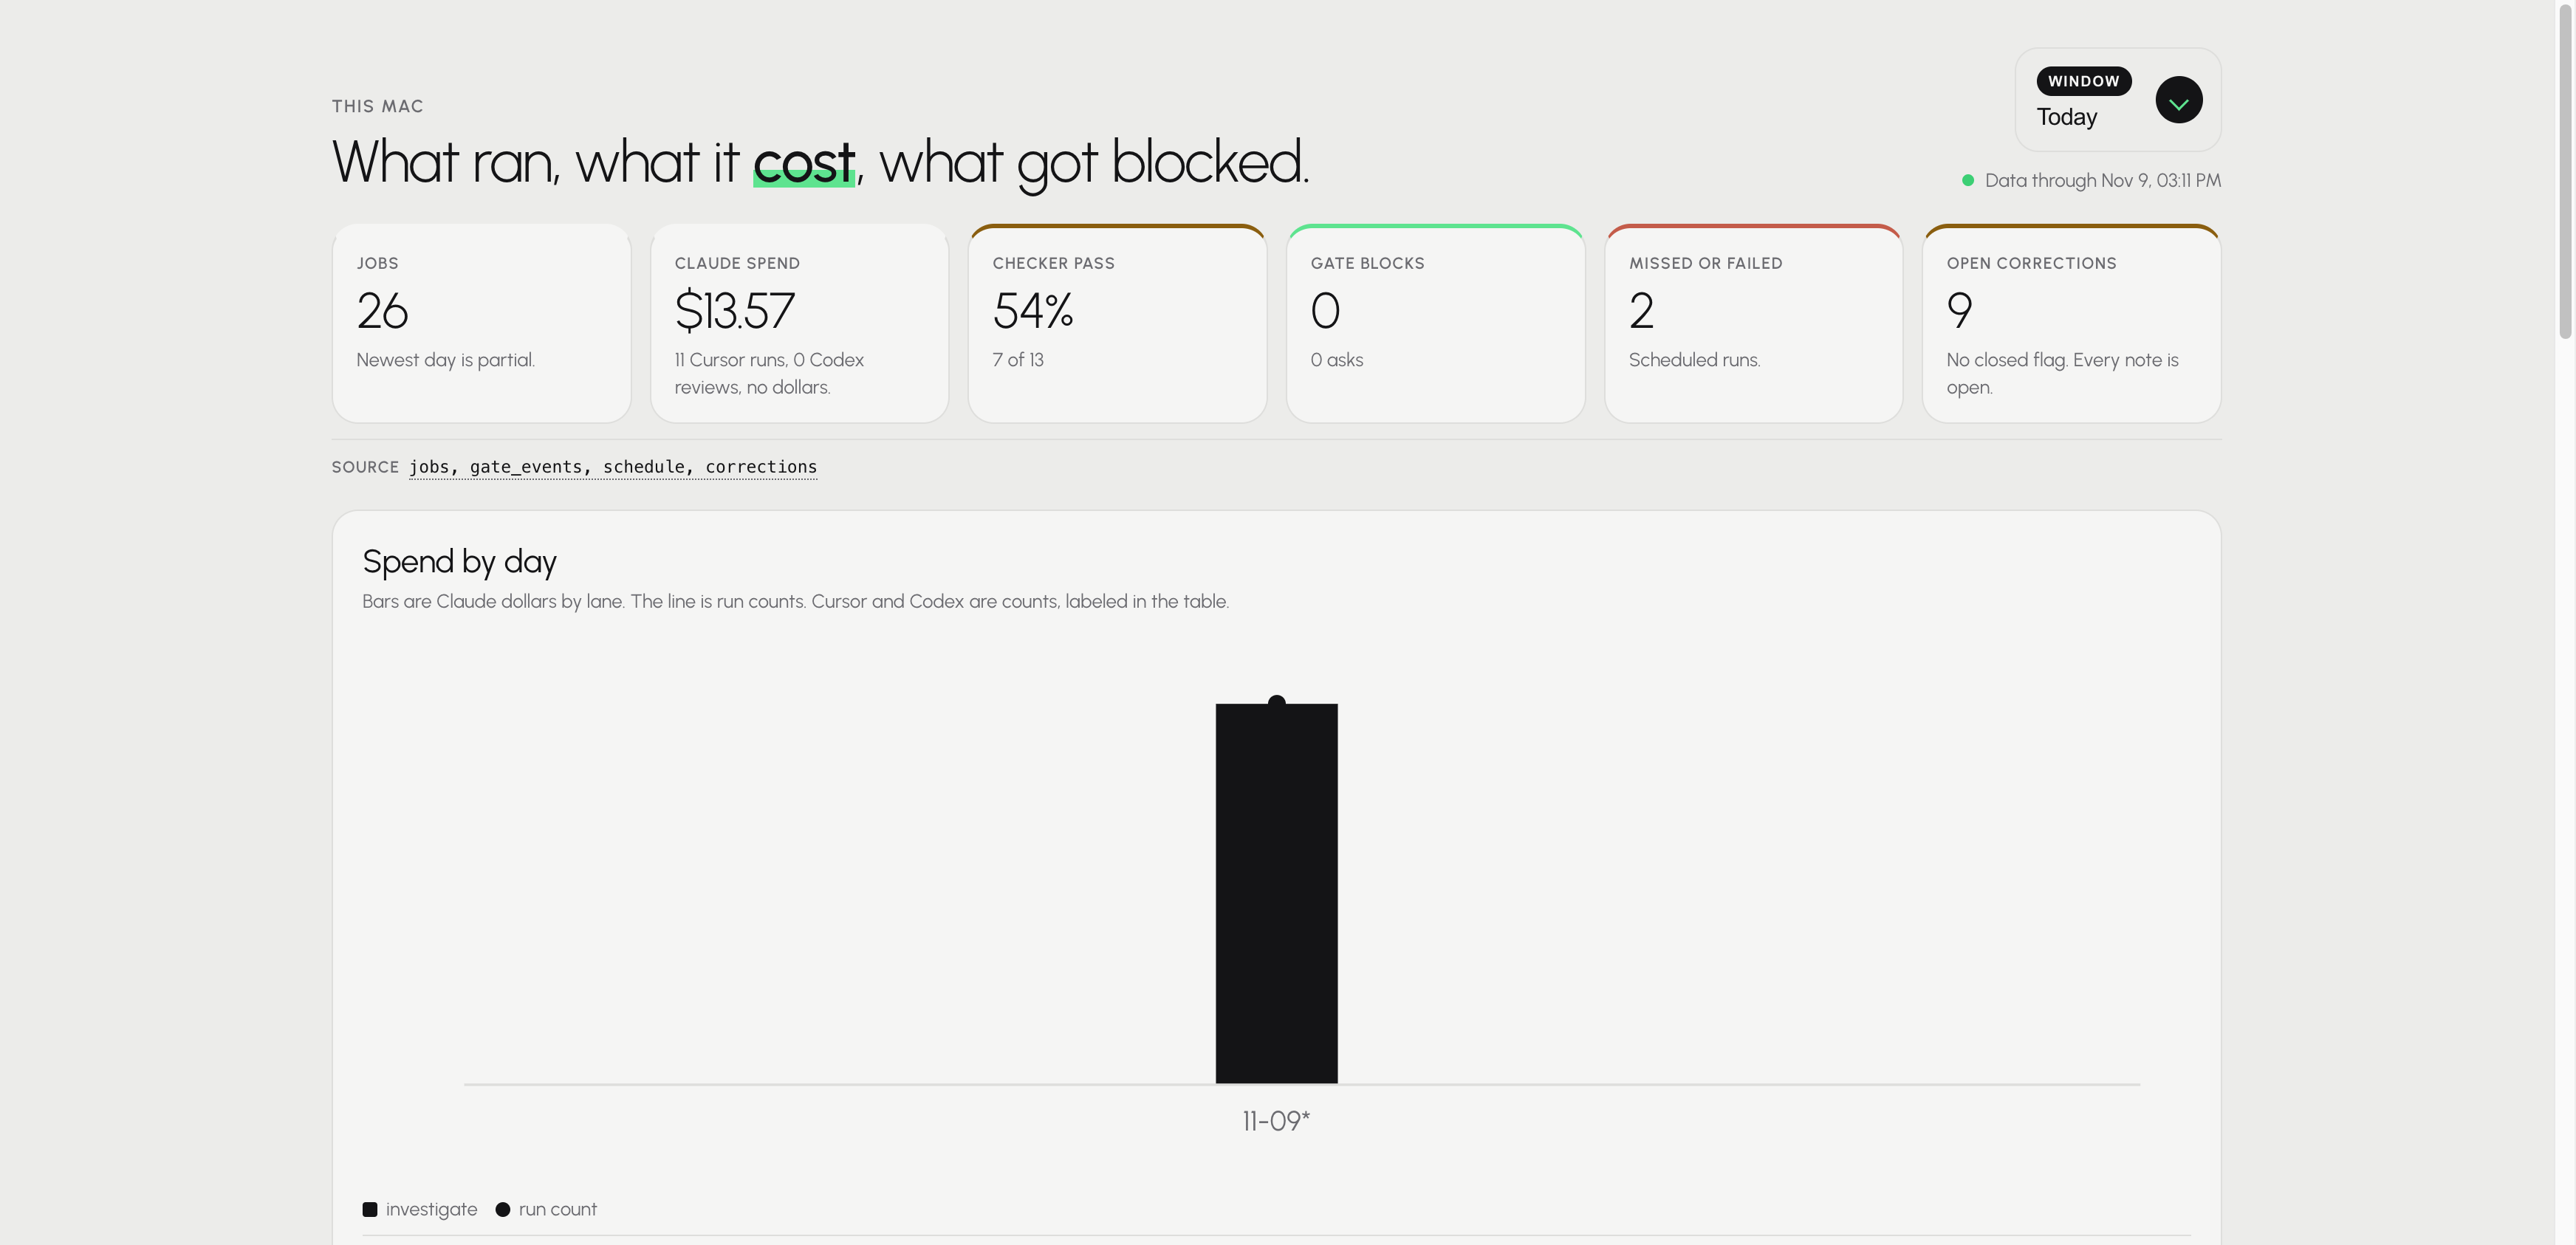 THIS MAC
What ran, what it cost, what got blocked.
WINDOW
Today
Data through Nov 9, 03:11 PM
JOBS
26
Newest day is partial.
CLAUDE SPEND
$13.57
11 Cursor runs, 0 Codex
reviews, no dollars.
CHECKER PASS
54%
7 of 13
GATE BLOCKS
0
0 asks
MISSED OR FAILED
2
Scheduled runs.
OPEN CORRECTIONS
9
No closed flag. Every note is
open.
SOURCE jobs, gate_events, schedule, corrections
Spend by day
Bars are Claude dollars by lane. The line is run counts. Cursor and Codex are counts, labeled in the table.
11-09*
investigate run count